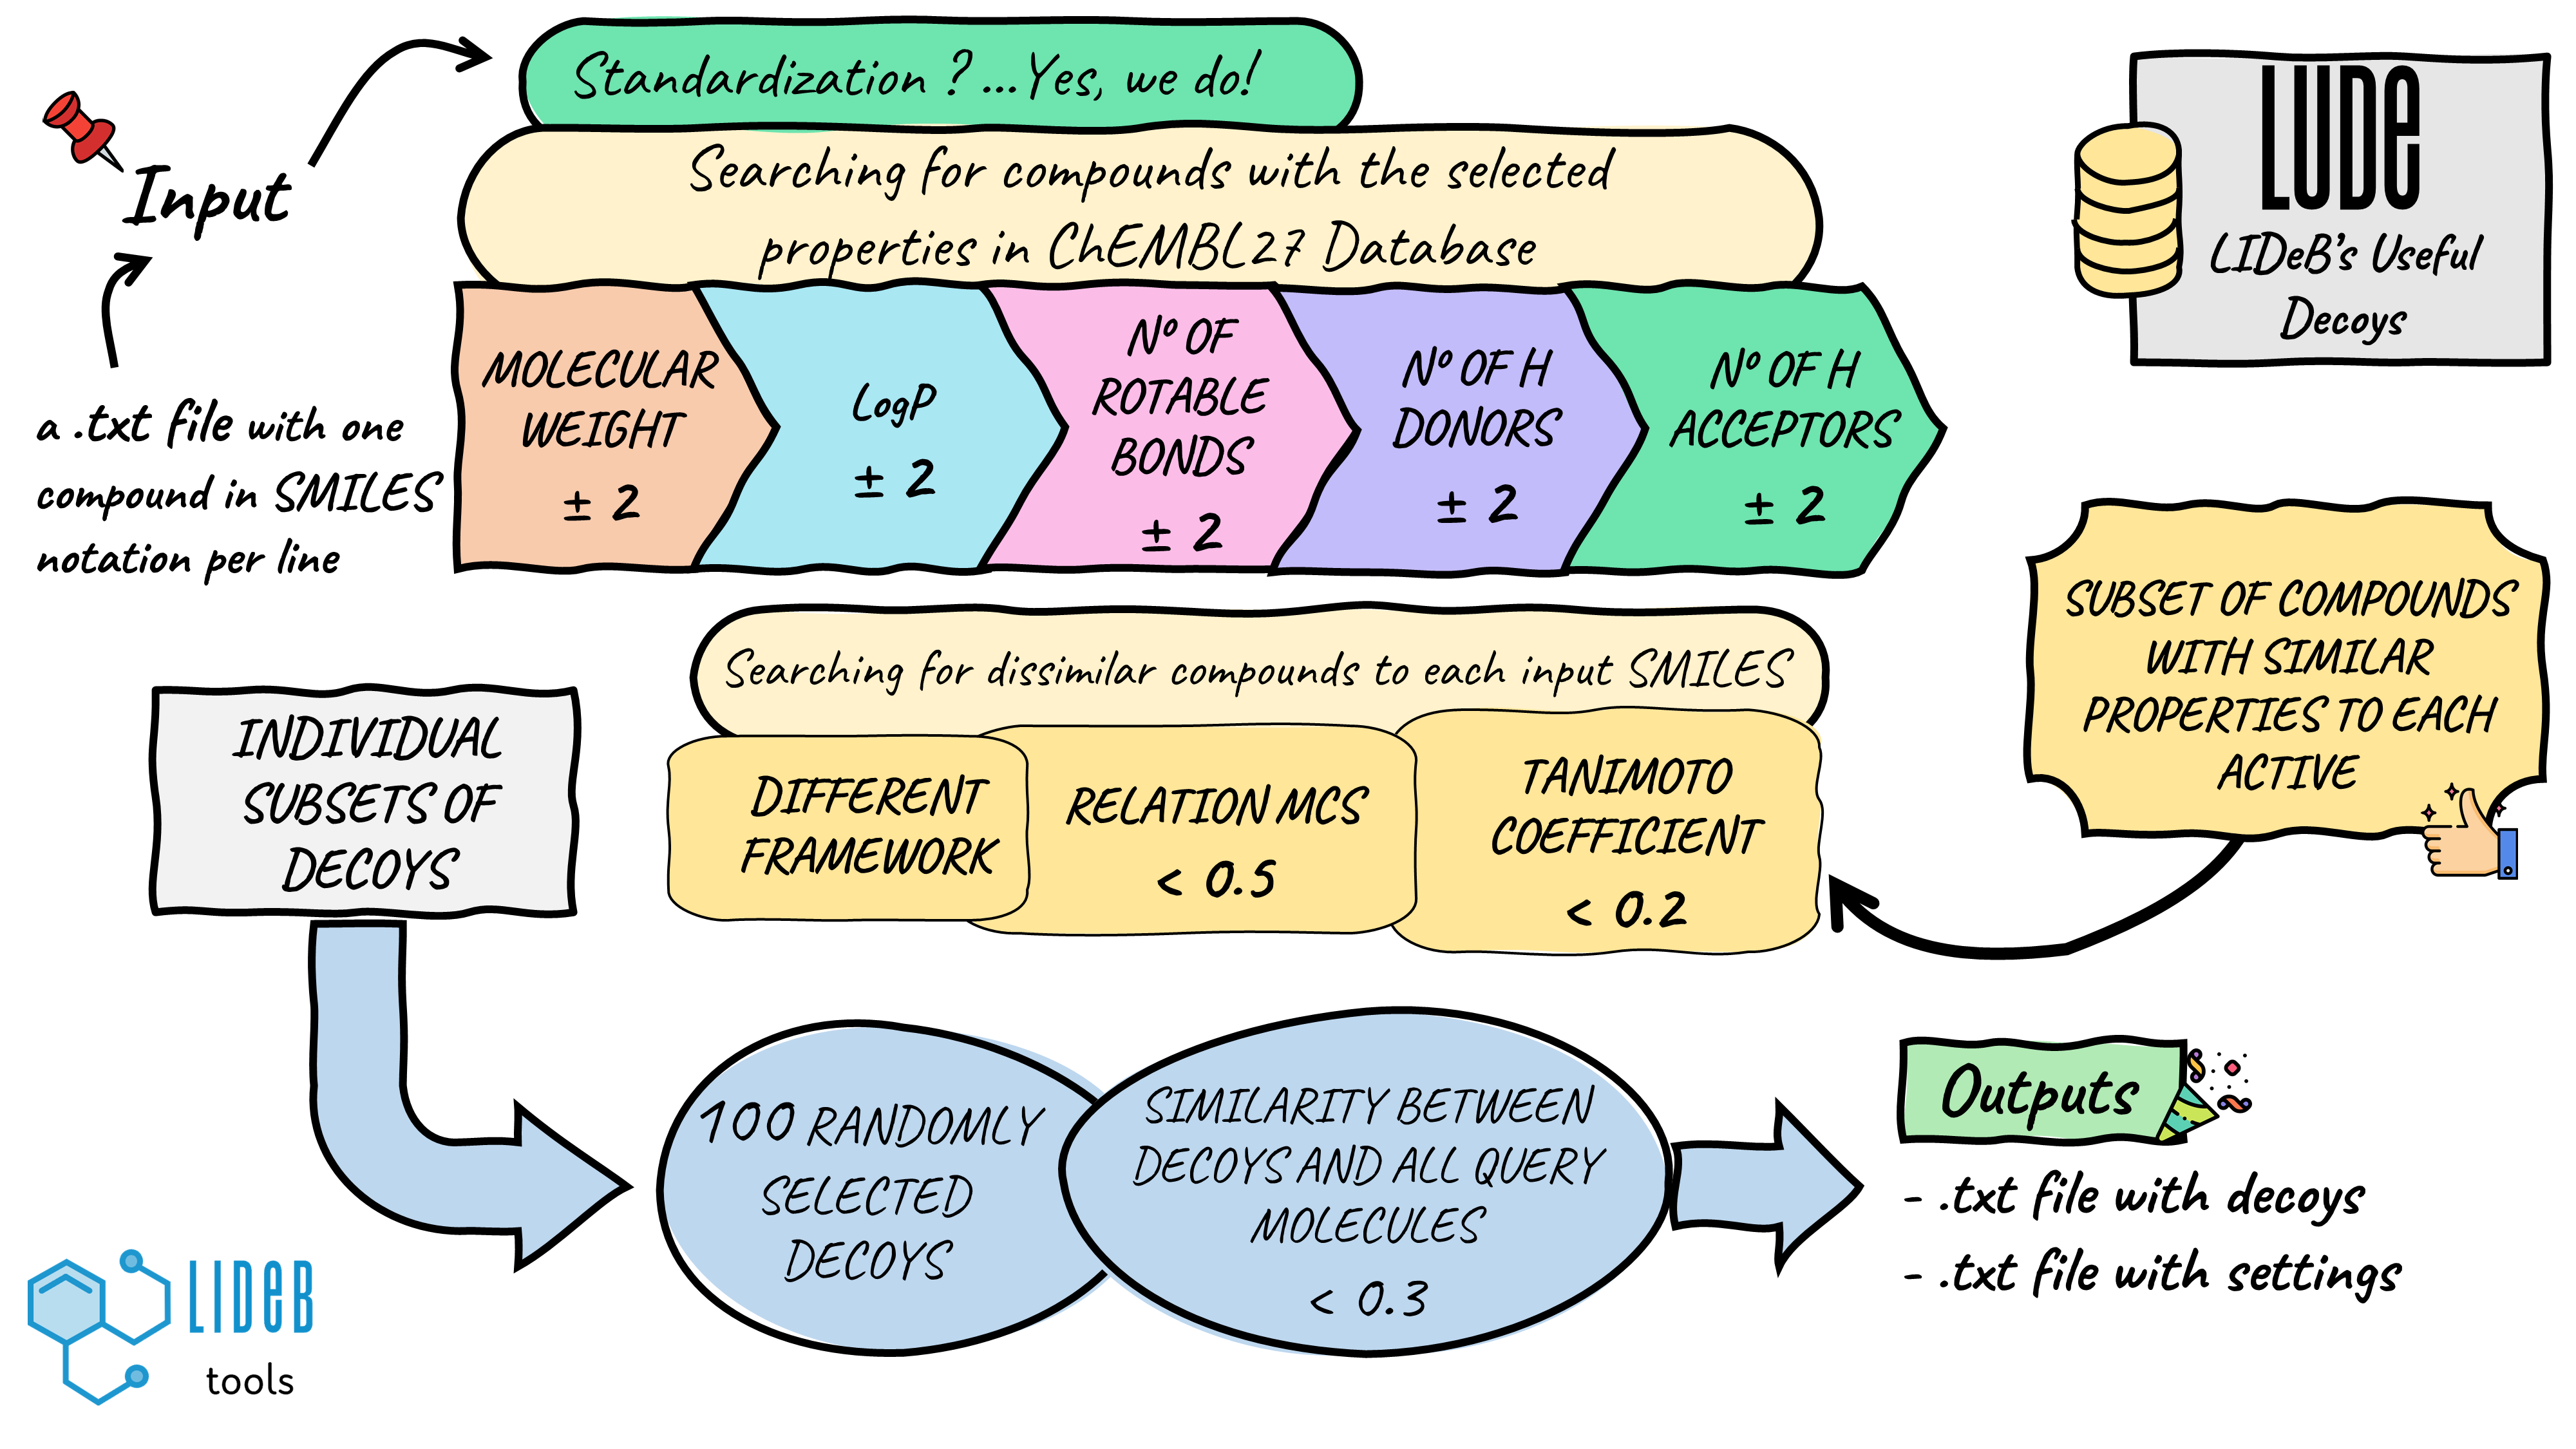 Standardization ? ...Yes, we do!
Input
a .txt file with one
compound in SMILES
notation per line
Searching for compounds with the selected
properties in ChEMBL27 Database
MOLECULAR
WEIGHT
± 2
LogP
± 2
Nº OF
ROTABLE
BONDS
± 2
Nº OF H
DONORS
± 2
Nº OF H
ACCEPTORS
± 2
LUDe
LIDeB's Useful
Decoys
SUBSET OF COMPOUNDS
WITH SIMILAR
PROPERTIES TO EACH
ACTIVE
Searching for dissimilar compounds to each input SMILES
DIFFERENT
FRAMEWORK
RELATION MCS
< 0.5
TANIMOTO
COEFFICIENT
< 0.2
INDIVIDUAL
SUBSETS OF
DECOYS
100 RANDOMLY
SELECTED
DECOYS
SIMILARITY BETWEEN
DECOYS AND ALL QUERY
MOLECULES
< 0.3
Outputs
- .txt file with decoys
- .txt file with settings
LIDeB
tools